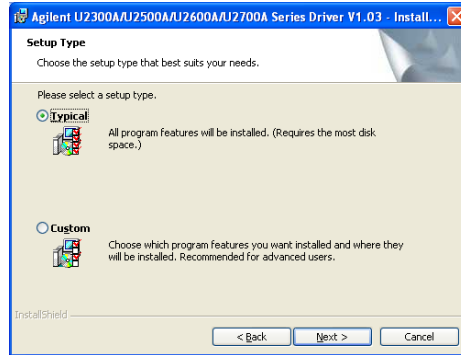 Agilent U2300A/U2500A/U2600A/U2700A Series Driver V1.03 - Install...
Setup Type
Choose the setup type that best suits your needs.
Please select a setup type.
Typical
All program features will be installed. (Requires the most disk
space.)
Custom
Choose which program features you want installed and where they
will be installed. Recommended for advanced users.
InstallShield
< Back
Next >
Cancel